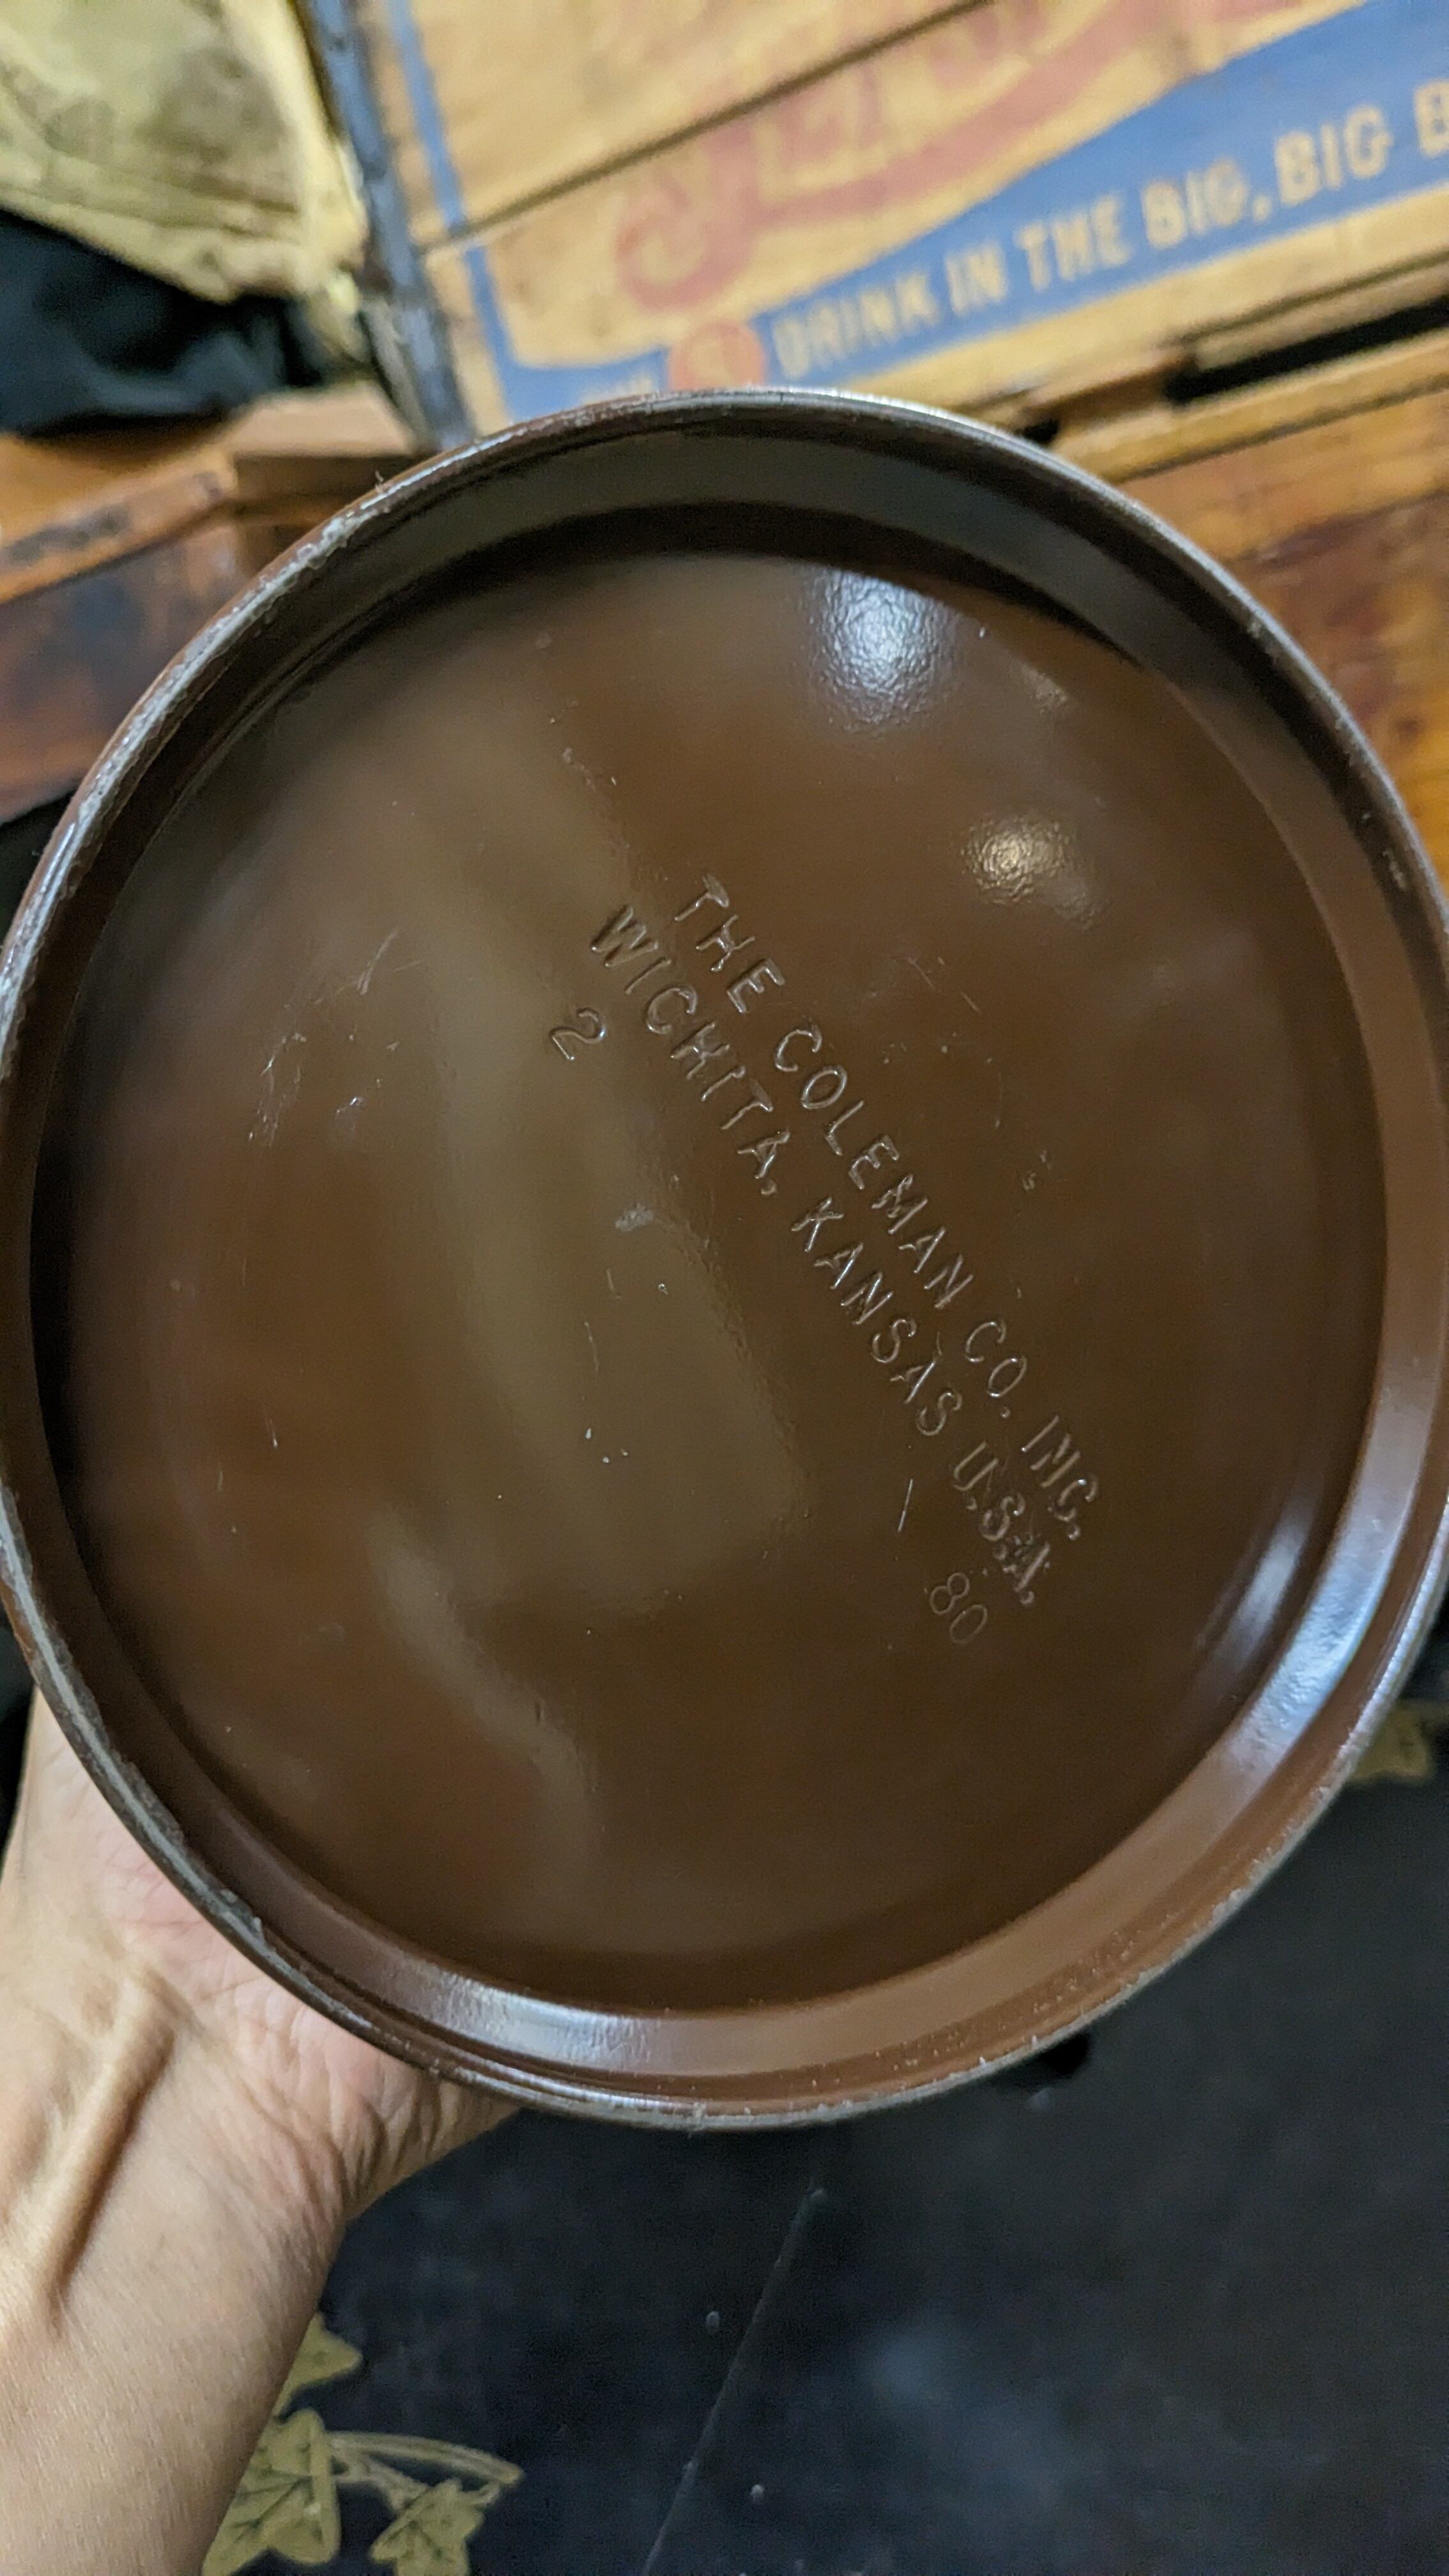 DRINK IN THE BIG, BIG B
THE COLEMAN CO. INC.
WICHITA, KANSAS U.S.A.
2 80